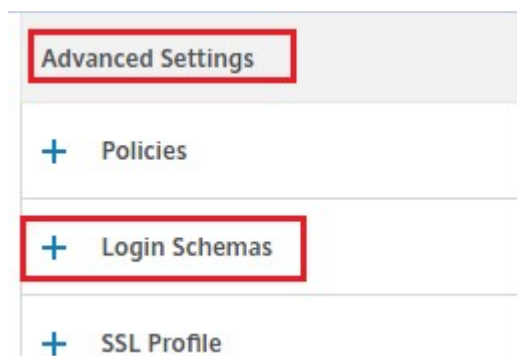 Advanced Settings
+ Policies
+ Login Schemas
+ SSL Profile